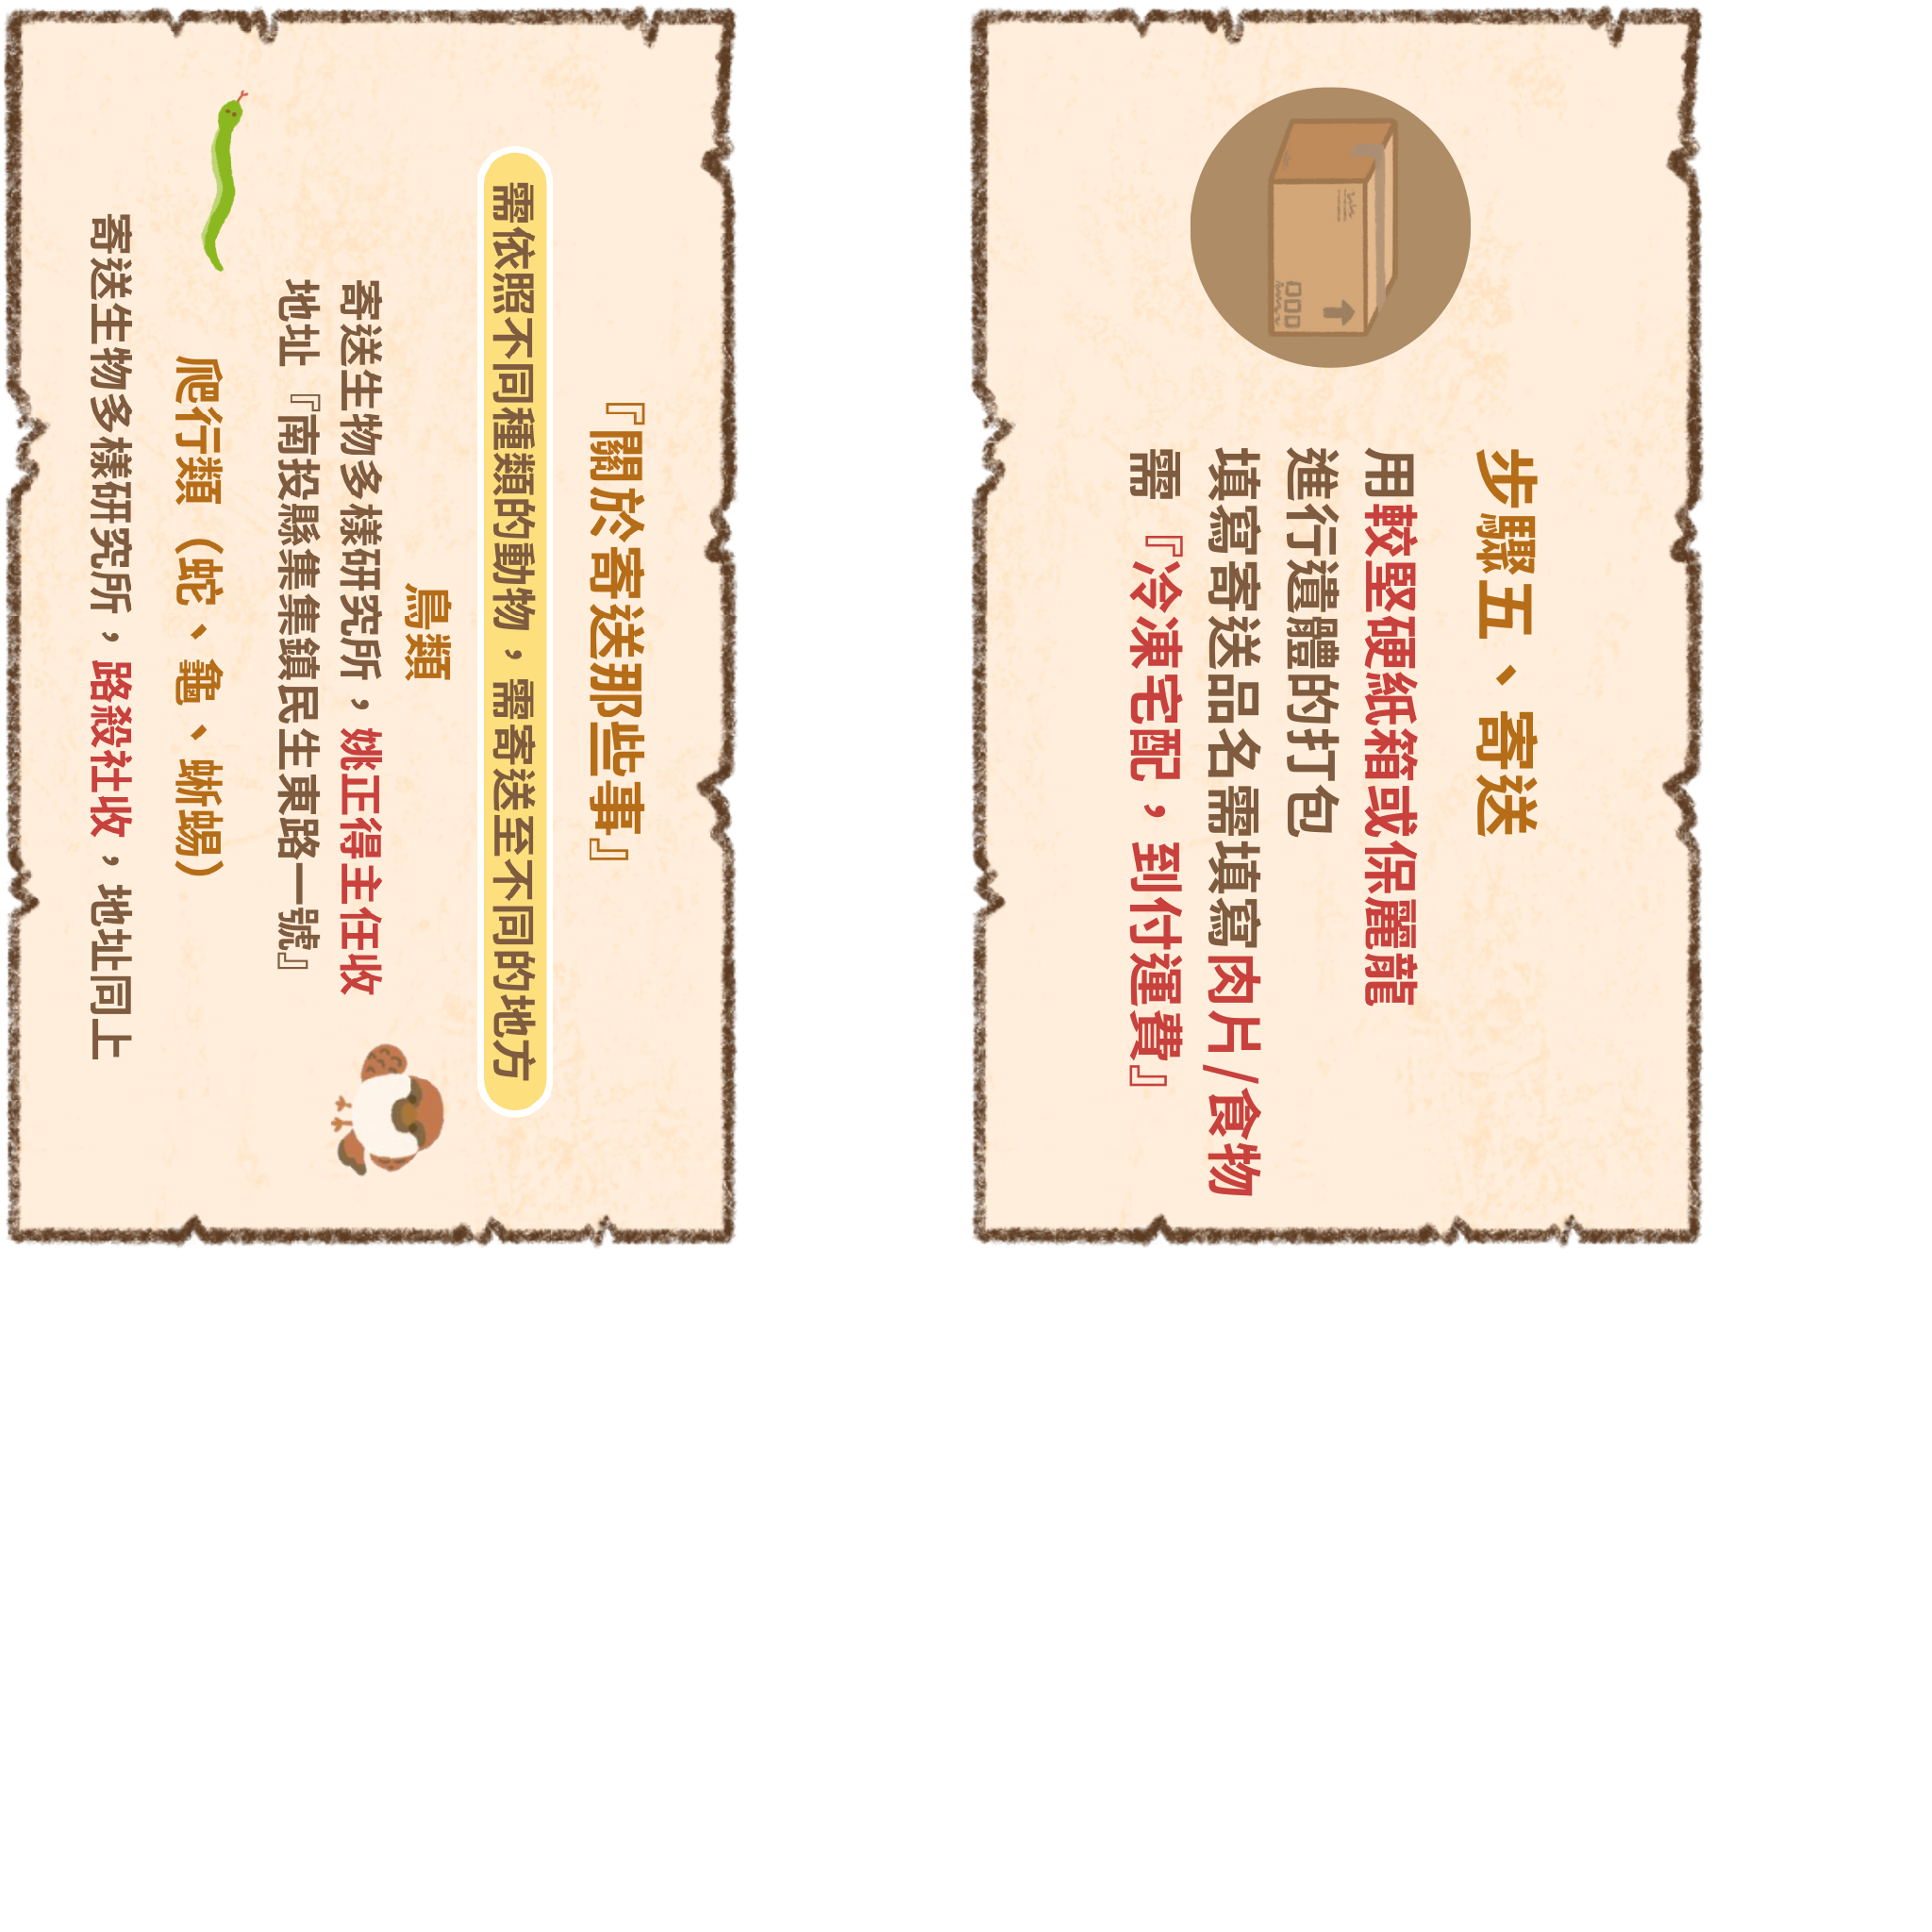 步驟五、寄送
用較堅硬紙箱或保麗龍
進行遺體的打包
填寫寄送品名需填寫肉片/食物
需『冷凍宅配，到付運費』
『關於寄送那些事』
需依照不同種類的動物，需寄送至不同的地方
鳥類
寄送生物多樣研究所，姚正得主任收
地址『南投縣集集鎮民生東路一號』
爬行類（蛇、龜、蜥蜴）
寄送生物多樣研究所，路殺社收，地址同上